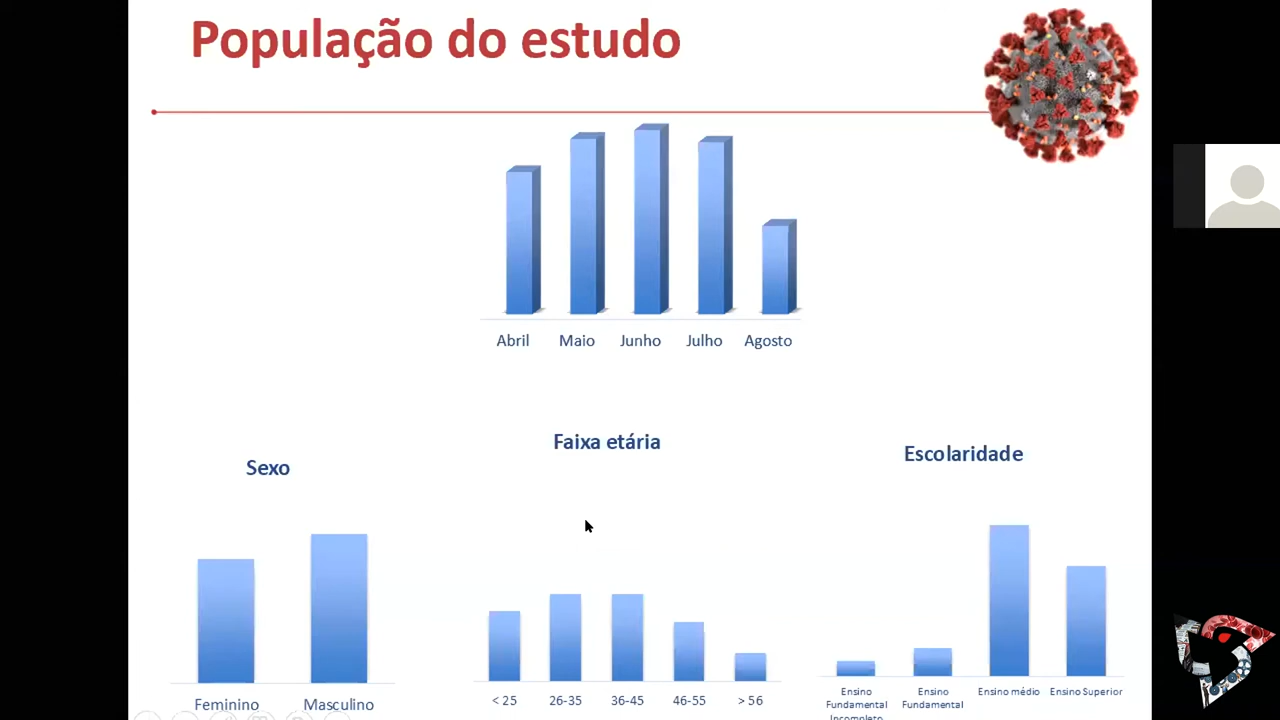 População do estudo
Abril Maio Junho Julho Agosto
Sexo
Feminino Masculino
Faixa etária
< 25 26-35 36-45 46-55 > 56
Escolaridade
Ensino Fundamental Incompleto
Ensino Fundamental
Ensino médio
Ensino Superior